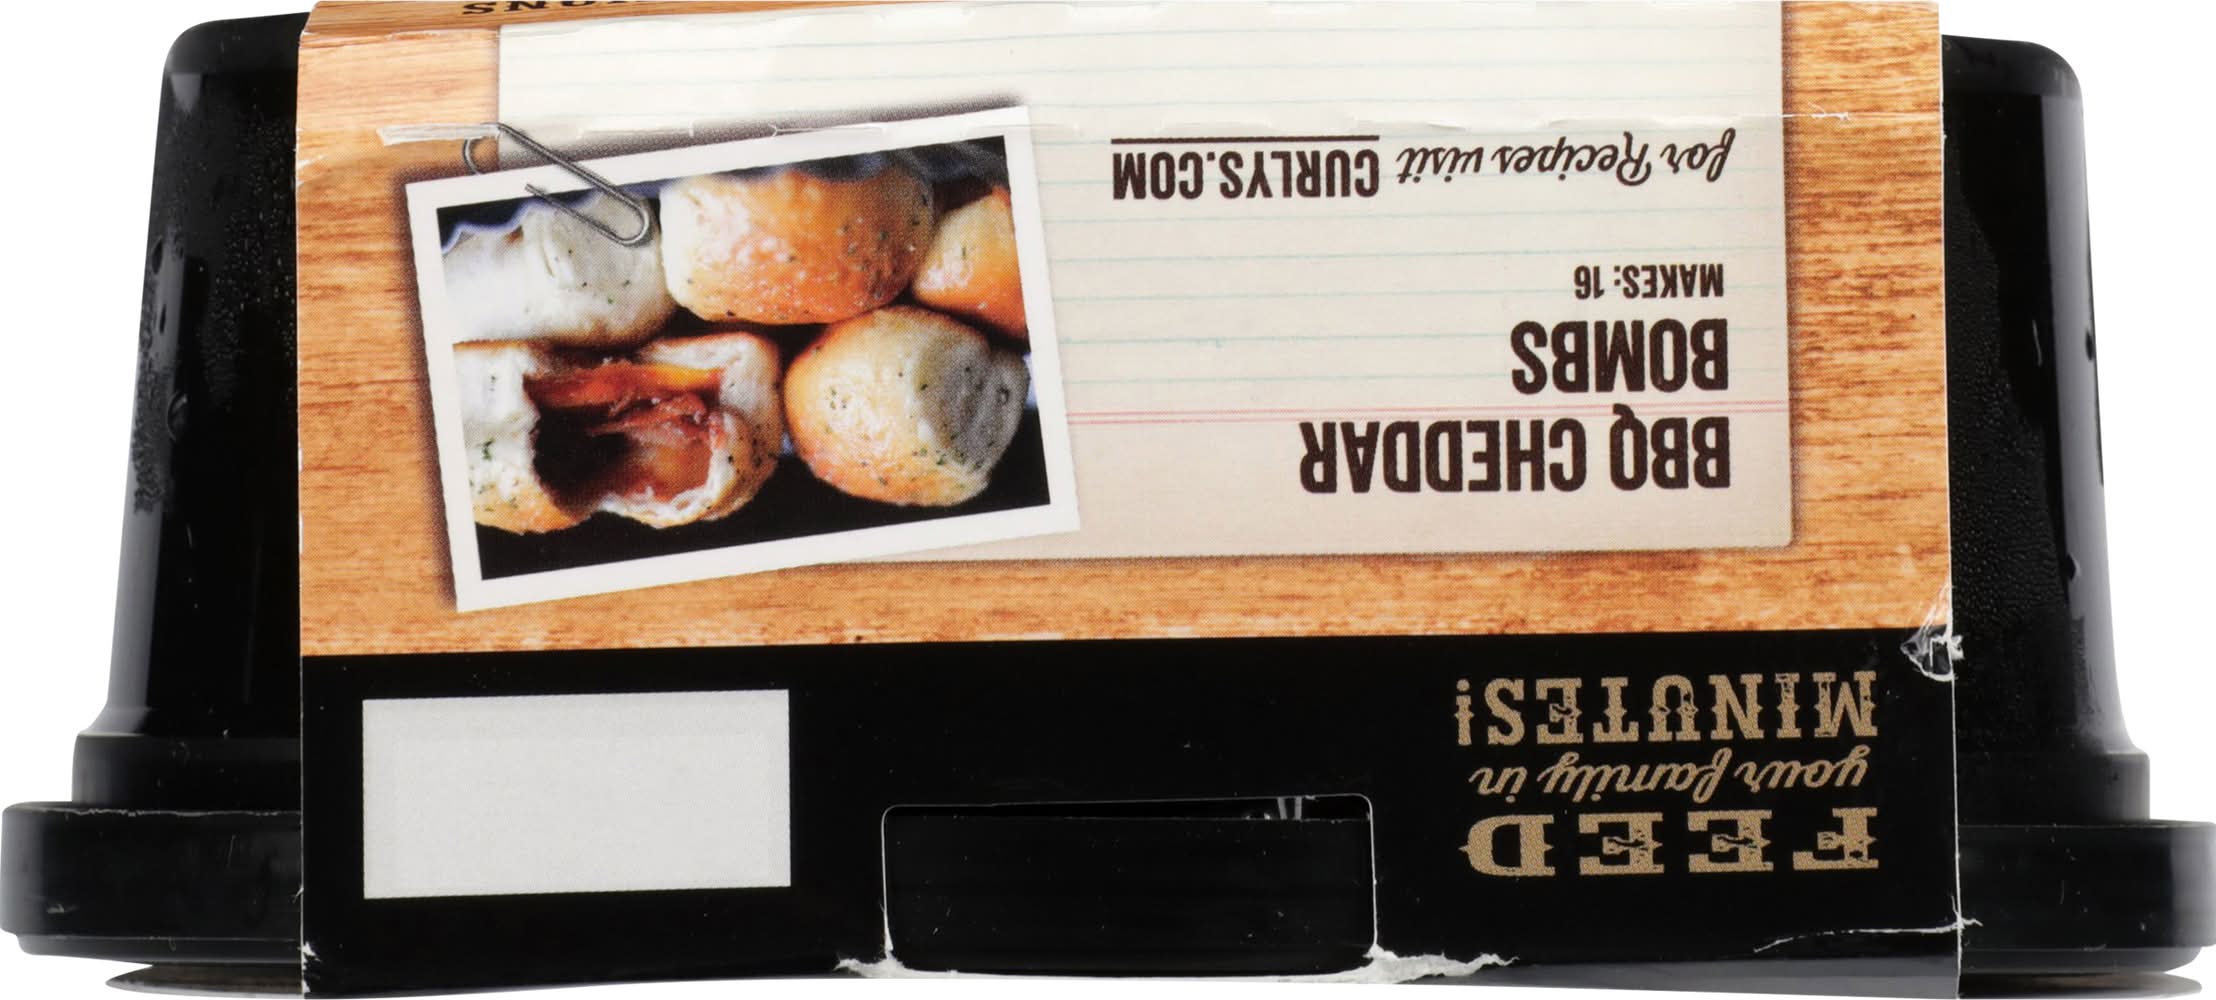 FEED
your family in
MINUTES!
BBQ CHEDDAR
BOMBS
MAKES: 16
for Recipes visit CURLYS.COM